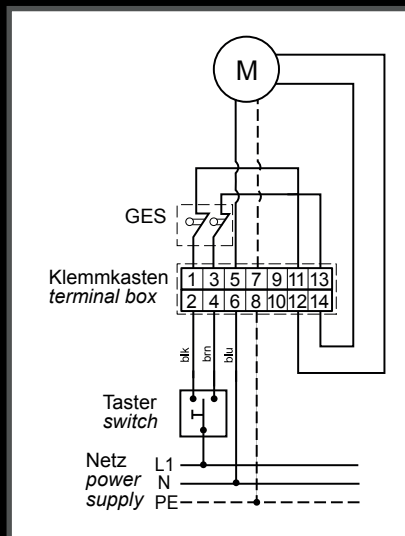 M
GES
Klemmkasten
terminal box
1 3 5 7 9 11 13
2 4 6 8 10 12 14
blk
brn
blu
Taster
switch
Netz
power
supply
L1
N
PE